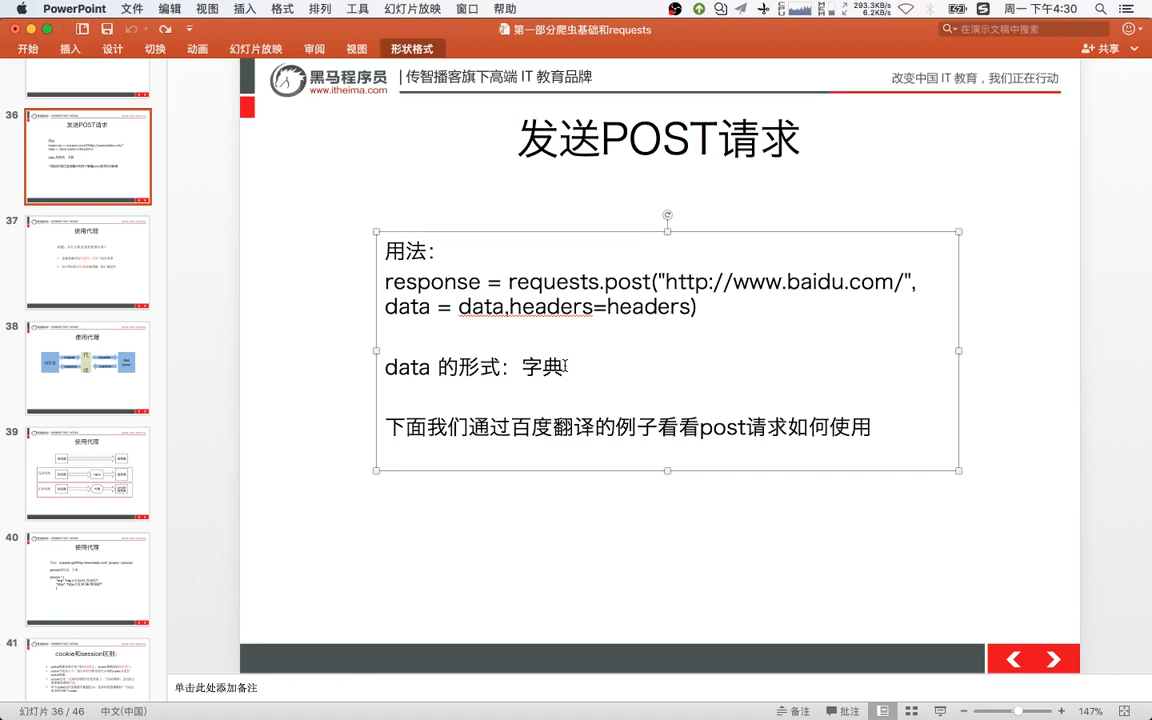 PowerPoint 文件 编辑 视图 插入 格式 排列 工具 幻灯片放映 窗口 帮助 293.3KB/s 6.2KB/s 周一 下午4:30
第一部分爬虫基础和requests
在演示文稿中搜索
开始 插入 设计 切换 动画 幻灯片放映 审阅 视图 形状格式 共享
黑马程序员 www.itheima.com | 传智播客旗下高端 IT 教育品牌
改变中国 IT 教育，我们正在行动
发送POST请求
用法：
response = requests.post("http://www.baidu.com/",
data = data,headers=headers)
data 的形式：字典
下面我们通过百度翻译的例子看看post请求如何使用
36
发送POST请求
37
使用代理
38
使用代理
39
使用代理
40
使用代理
41
cookie和session区别：
单击此处添加备注
幻灯片 36 / 46 中文(中国) 备注 批注 147%